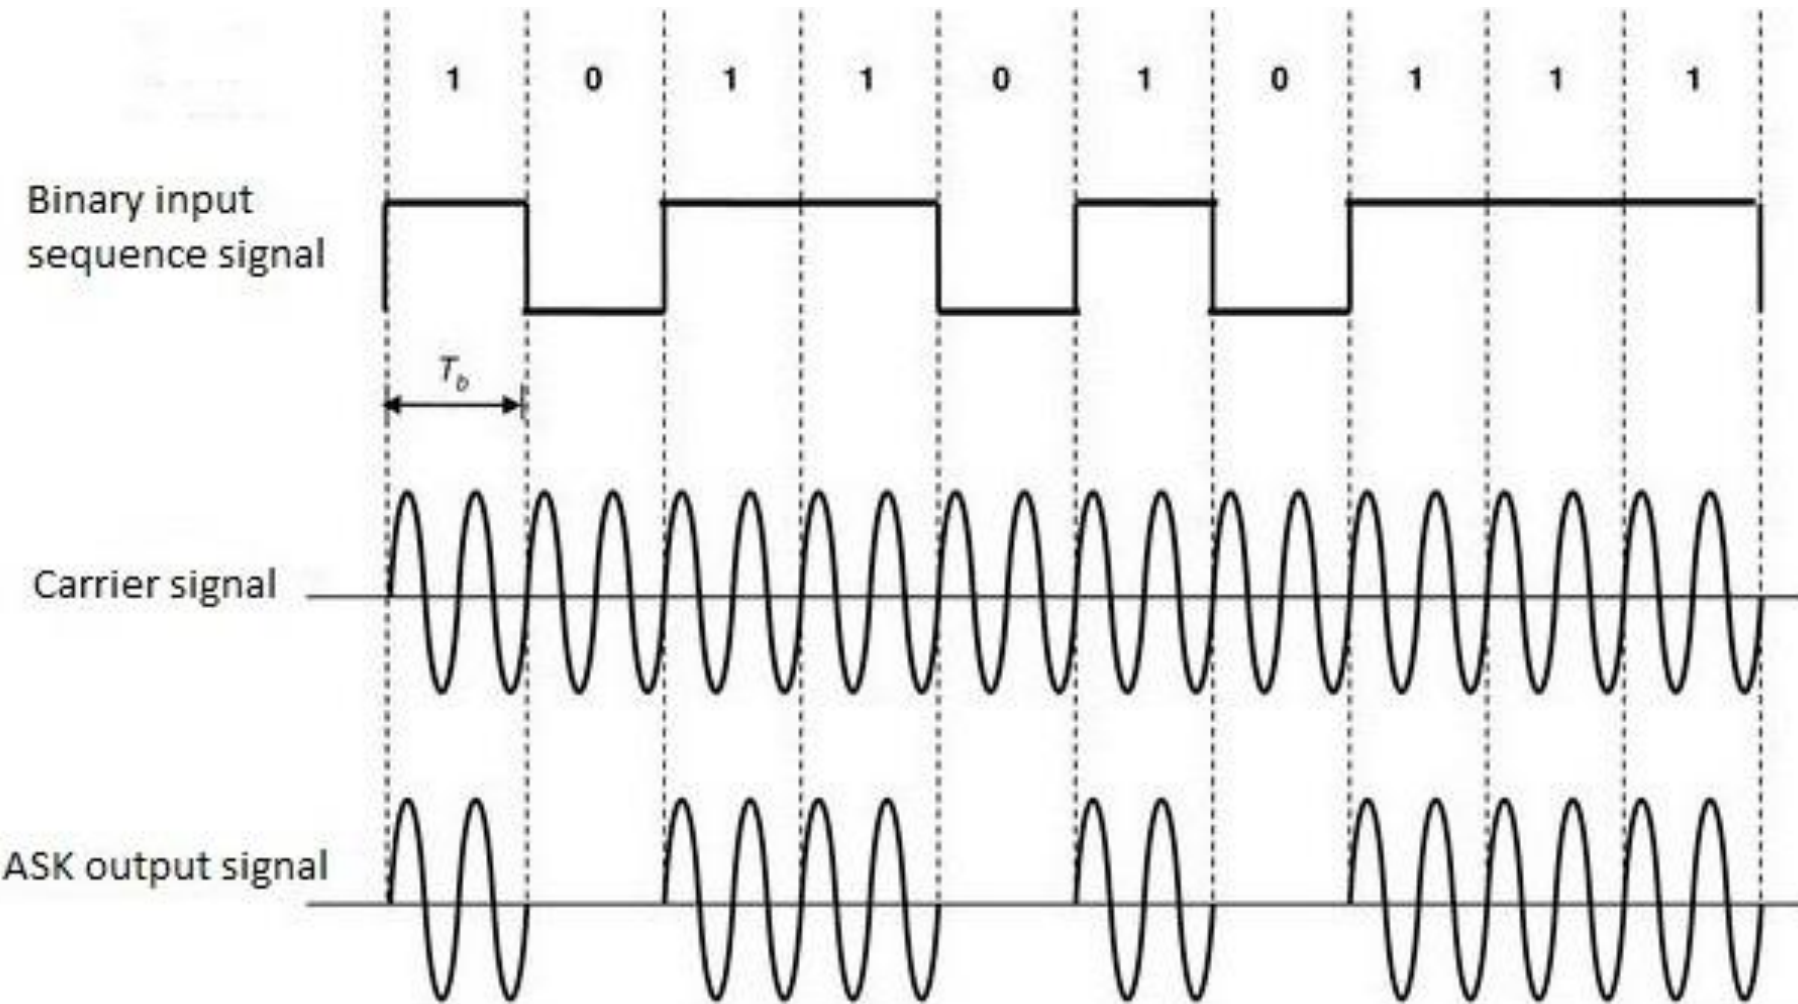 1 0 1 1 0 1 0 1 1 1
Binary input
sequence signal
T_b
Carrier signal
ASK output signal